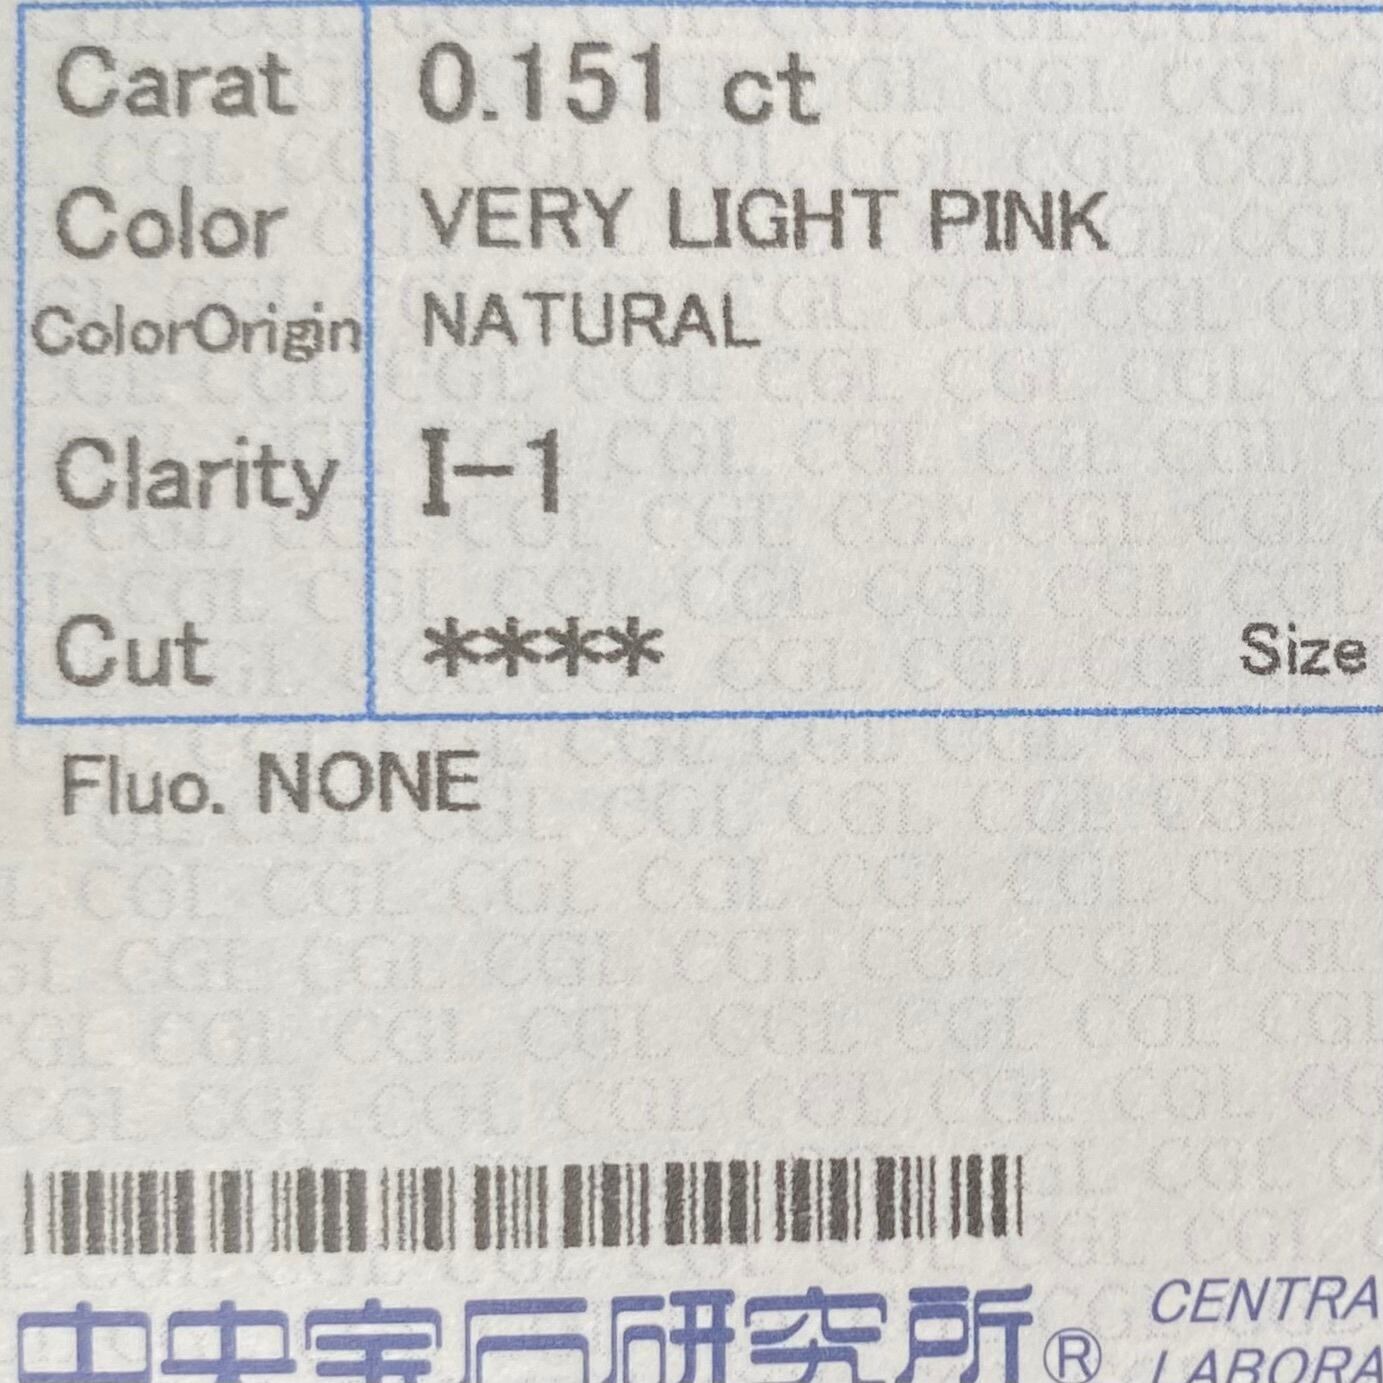 Carat 0.151 ct
Color VERY LIGHT PINK
ColorOrigin NATURAL
Clarity I-1
Cut **** Size
Fluo. NONE
中央宝石研究所® CENTRA
LABORA